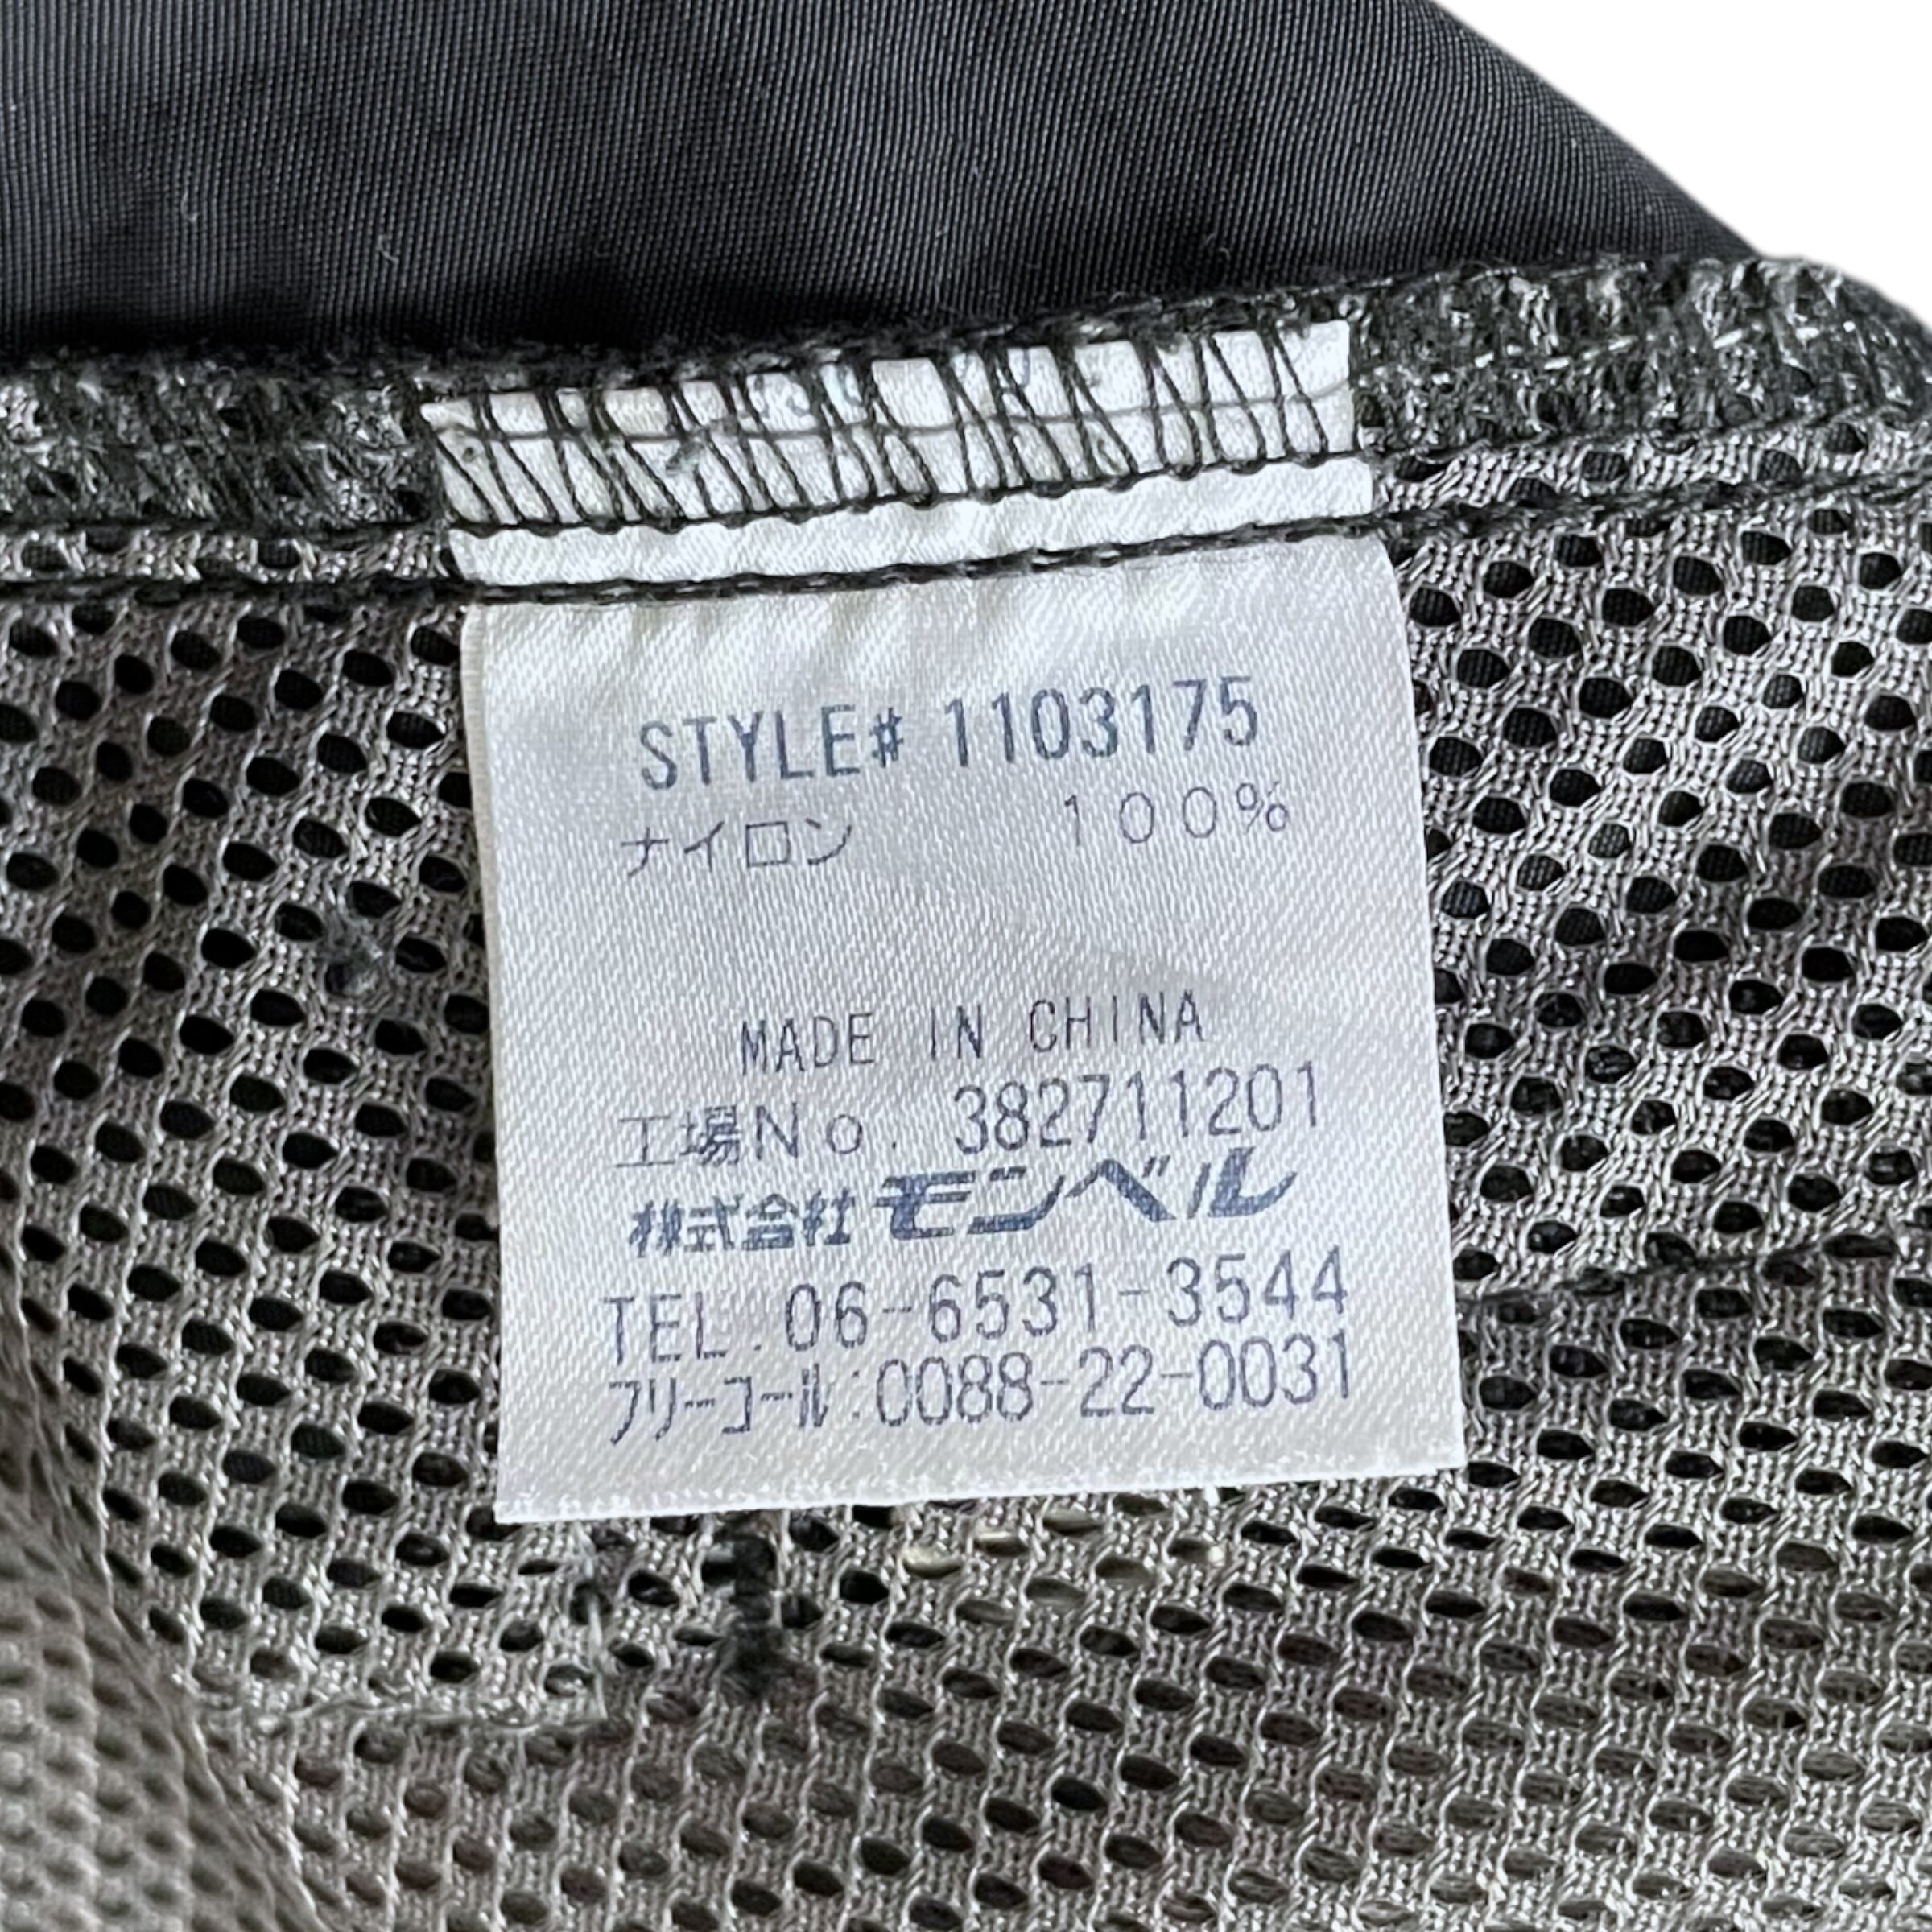 STYLE# 1103175
ナイロン 100%
MADE IN CHINA
工場No. 382711201
株式会社モンベル
TEL.06-6531-3544
フリーコール:0088-22-0031